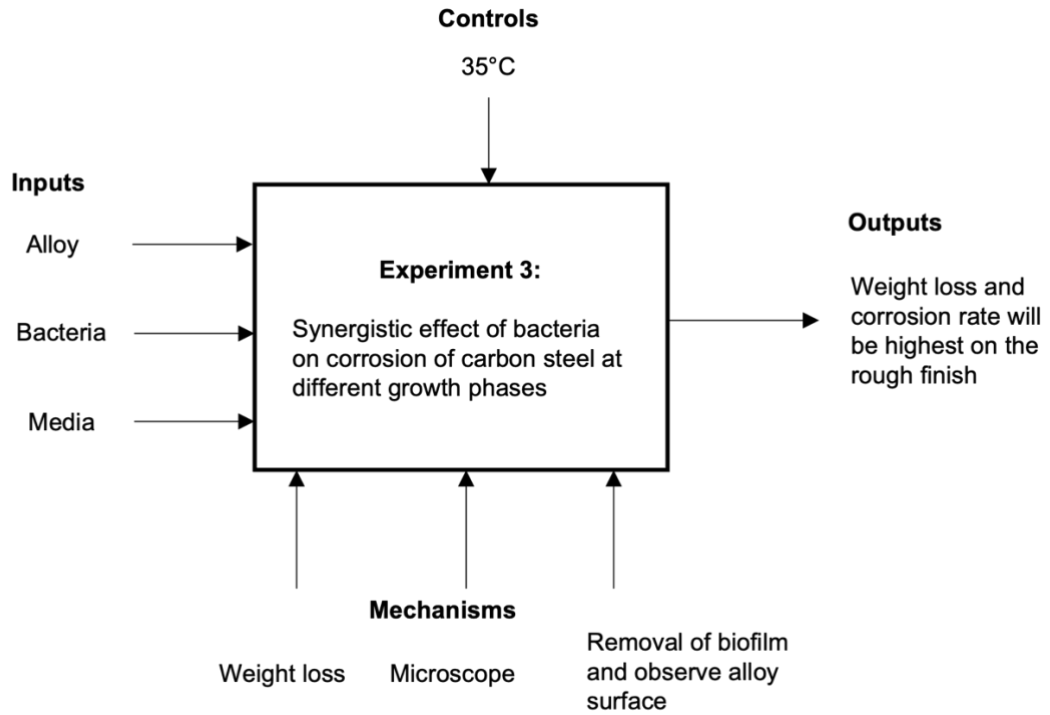 Controls
35°C
Inputs
Alloy
Bacteria
Media
Experiment 3:
Synergistic effect of bacteria
on corrosion of carbon steel at
different growth phases
Outputs
Weight loss and
corrosion rate will
be highest on the
rough finish
Mechanisms
Weight loss
Microscope
Removal of biofilm
and observe alloy
surface